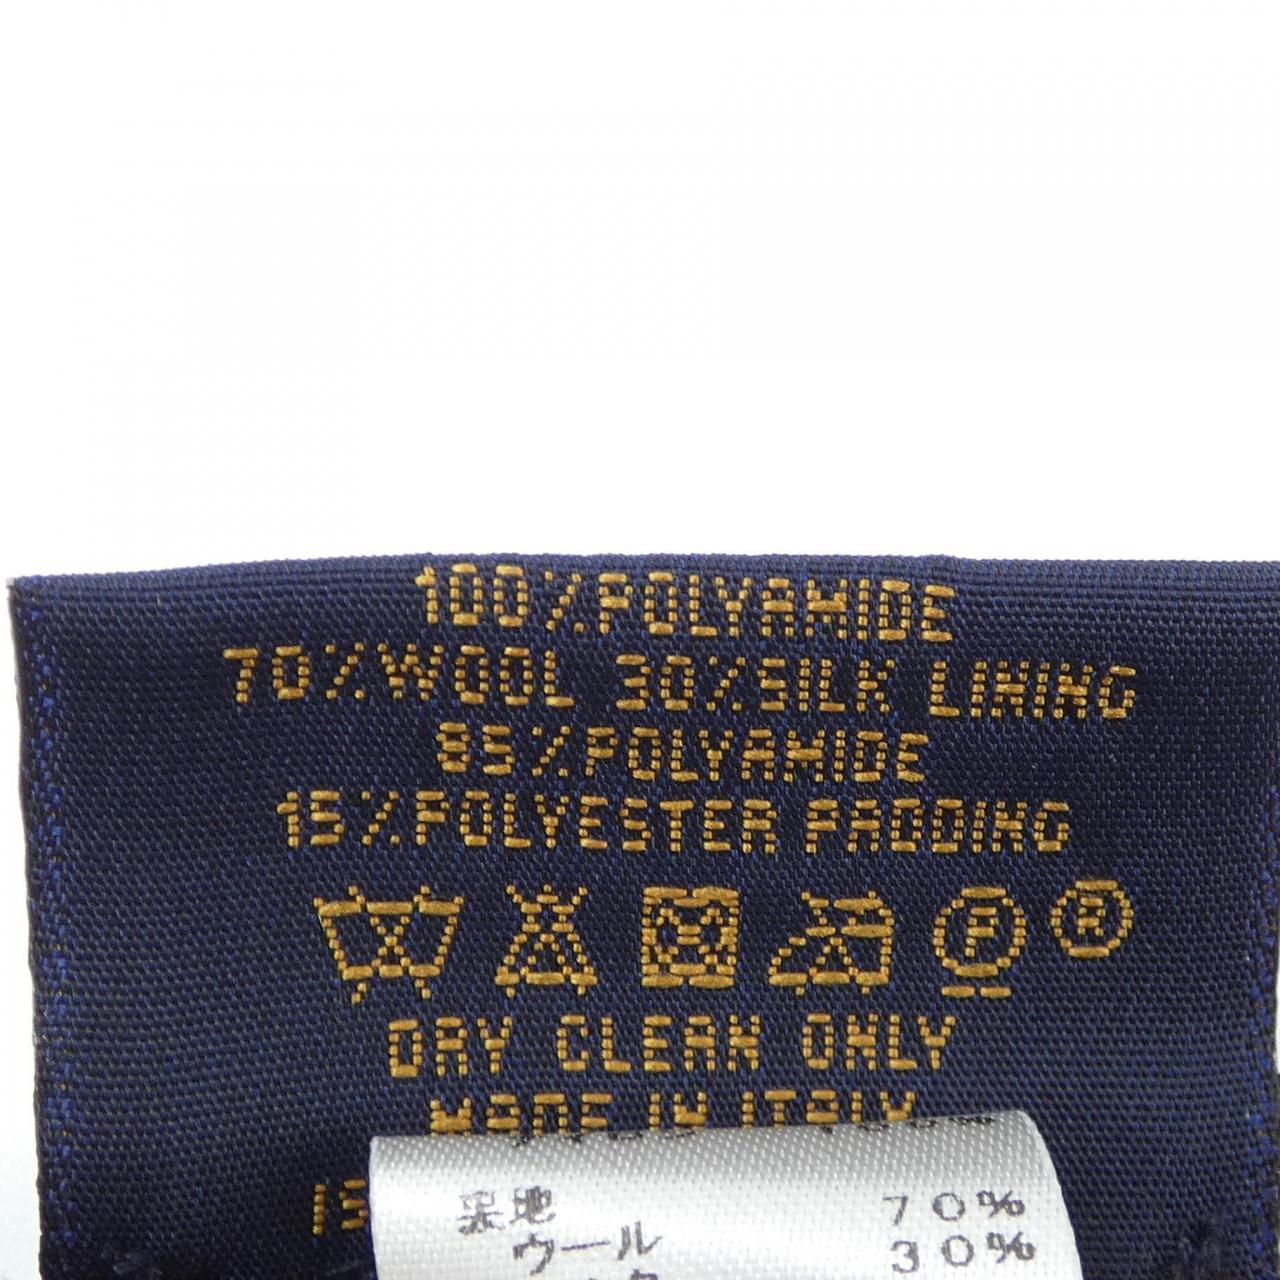 100%POLYAMIDE
70%WOOL 30%SILK LINING
85%POLYAMIDE
15%POLYESTER PADDING
P ®
DRY CLEAN ONLY
MADE IN ITALY
裏地 70%
ウール 30%